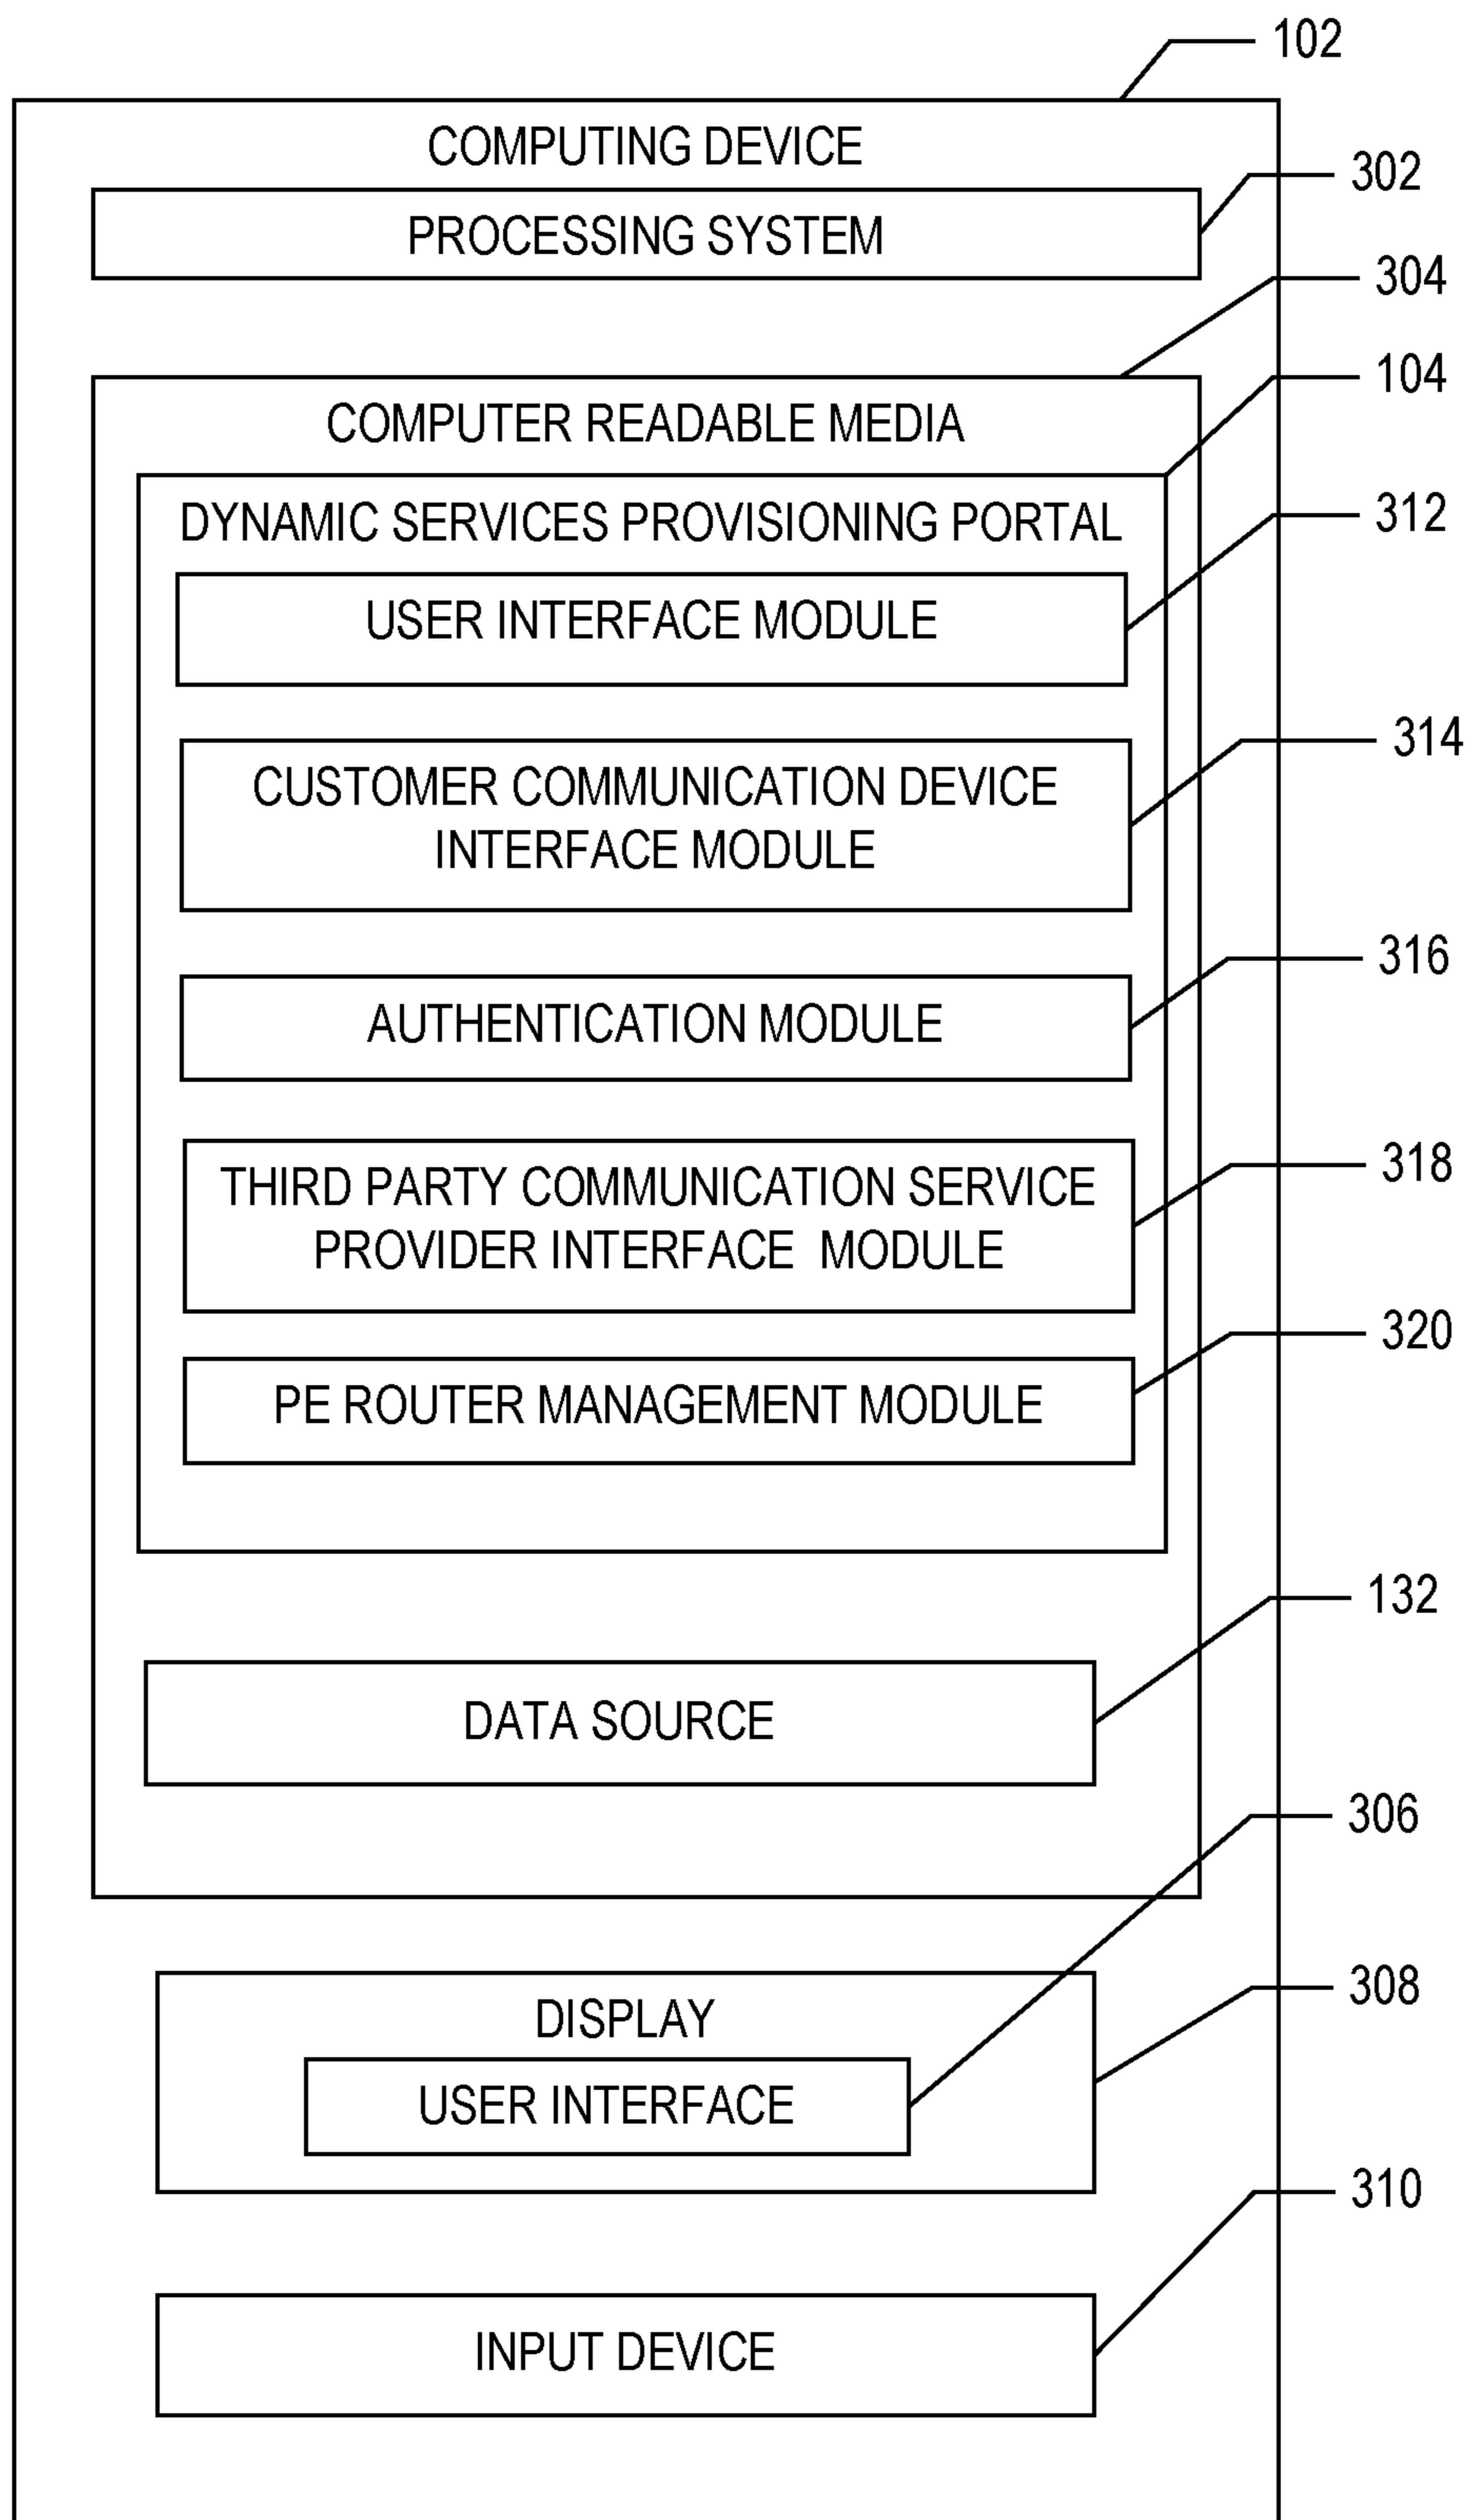 102
COMPUTING DEVICE
302
PROCESSING SYSTEM
304
104
COMPUTER READABLE MEDIA
312
DYNAMIC SERVICES PROVISIONING PORTAL
USER INTERFACE MODULE
314
CUSTOMER COMMUNICATION DEVICE
INTERFACE MODULE
316
AUTHENTICATION MODULE
318
THIRD PARTY COMMUNICATION SERVICE
PROVIDER INTERFACE MODULE
320
PE ROUTER MANAGEMENT MODULE
132
DATA SOURCE
306
308
DISPLAY
USER INTERFACE
310
INPUT DEVICE